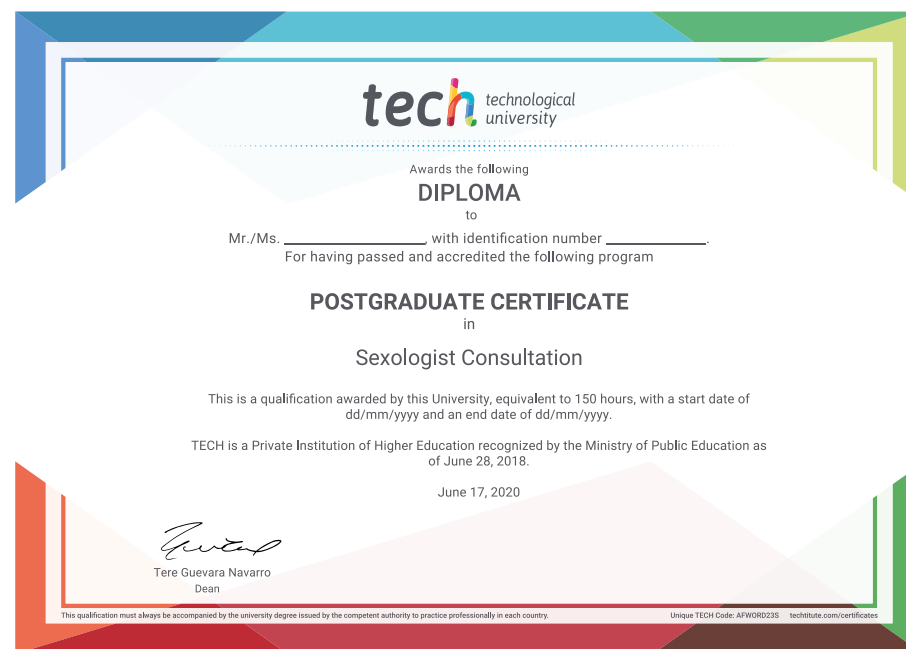 tech technological
university
Awards the following
DIPLOMA
to
Mr./Ms. ____________________, with identification number ______________.
For having passed and accredited the following program
POSTGRADUATE CERTIFICATE
in
Sexologist Consultation
This is a qualification awarded by this University, equivalent to 150 hours, with a start date of
dd/mm/yyyy and an end date of dd/mm/yyyy.
TECH is a Private Institution of Higher Education recognized by the Ministry of Public Education as
of June 28, 2018.
June 17, 2020
Tere Guevara Navarro
Dean
This qualification must always be accompanied by the university degree issued by the competent authority to practice professionally in each country. Unique TECH Code: AFWORD23S techtitute.com/certificates